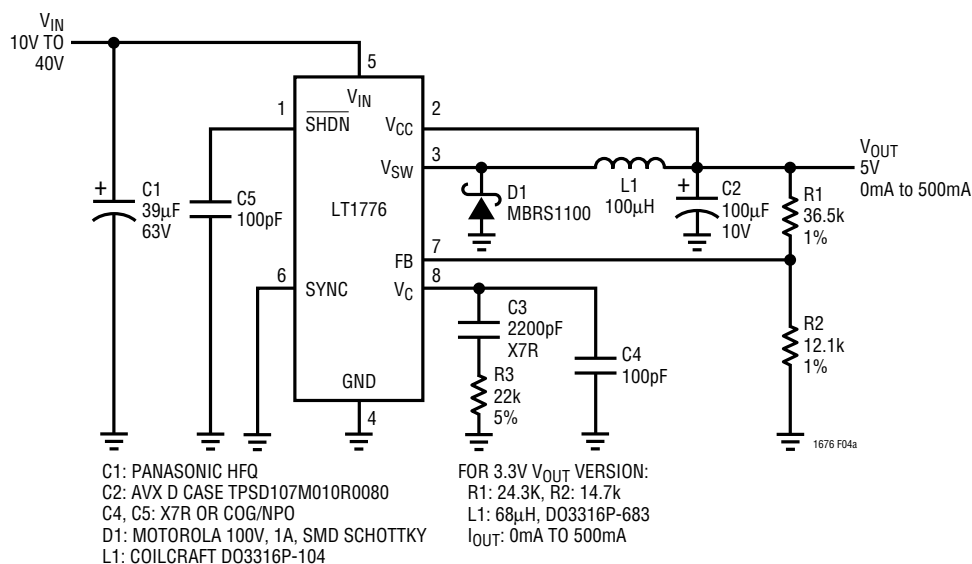 VIN
10V TO
40V
5
1
VIN
2
SHDN
VCC
3
VSW
VOUT
5V
0mA to 500mA
+
C1
39µF
63V
C5
100pF
LT1776
D1
MBRS1100
L1
100µH
+
C2
100µF
10V
R1
36.5k
1%
7
FB
6
SYNC
8
VC
C3
2200pF
X7R
R2
12.1k
1%
C4
100pF
R3
22k
5%
GND
4
1676 F04a
C1: PANASONIC HFQ
C2: AVX D CASE TPSD107M010R0080
C4, C5: X7R OR COG/NPO
D1: MOTOROLA 100V, 1A, SMD SCHOTTKY
L1: COILCRAFT DO3316P-104
FOR 3.3V VOUT VERSION:
R1: 24.3K, R2: 14.7k
L1: 68µH, DO3316P-683
IOUT: 0mA TO 500mA